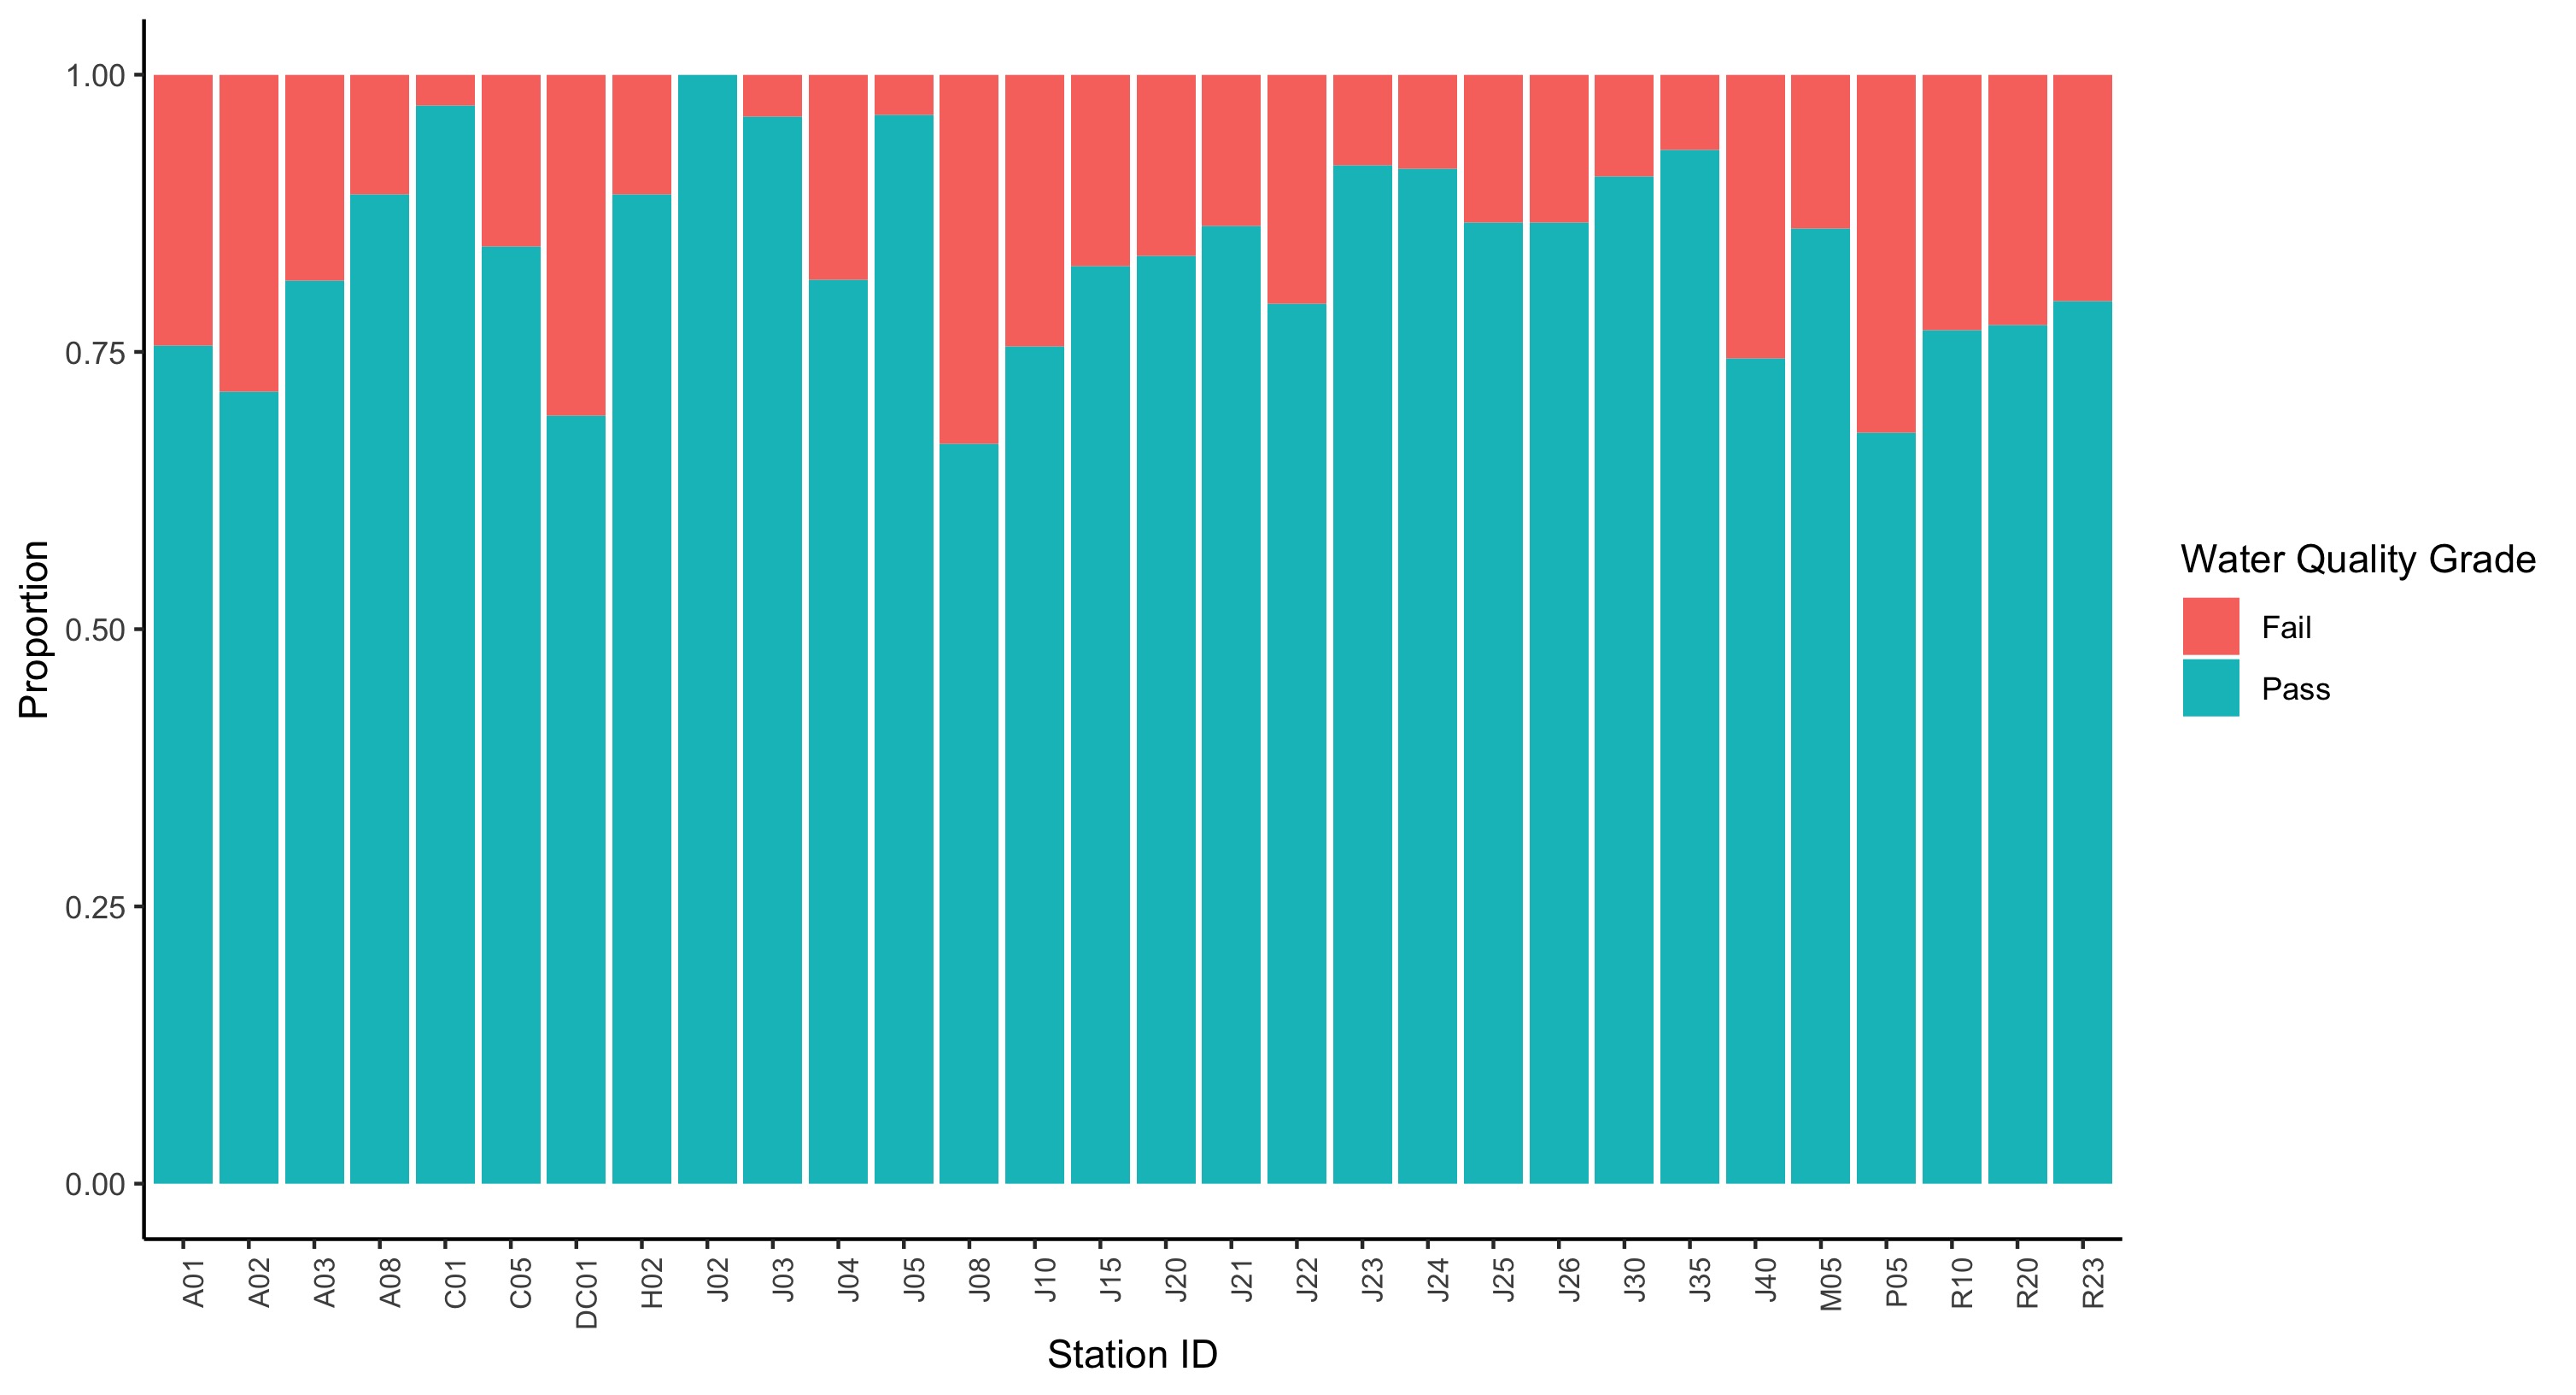 1.00
0.75
0.50
0.25
0.00
Proportion
A01 A02 A03 A08 C01 C05 DC01 H02 J02 J03 J04 J05 J08 J10 J15 J20 J21 J22 J23 J24 J25 J26 J30 J35 J40 M05 P05 R10 R20 R23
Station ID
Water Quality Grade
Fail
Pass